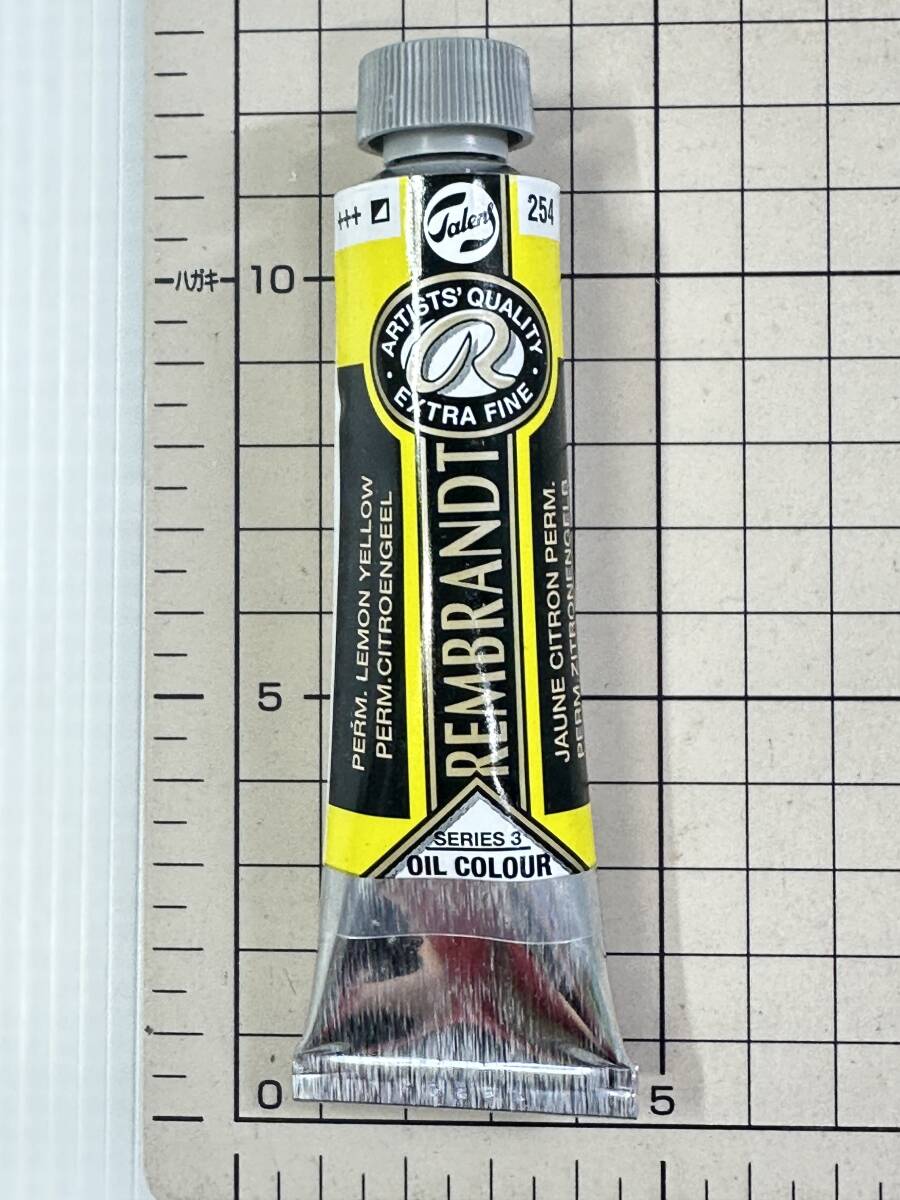 +++
Talens
254
ARTISTS' QUALITY
R
· EXTRA FINE ·
REMBRANDT
PERM. LEMON YELLOW
PERM.CITROENGEEL
JAUNE CITRON PERM.
PERM.ZITRONENGELB
SERIES 3
OIL COLOUR
ハガキ
10
5
0
5